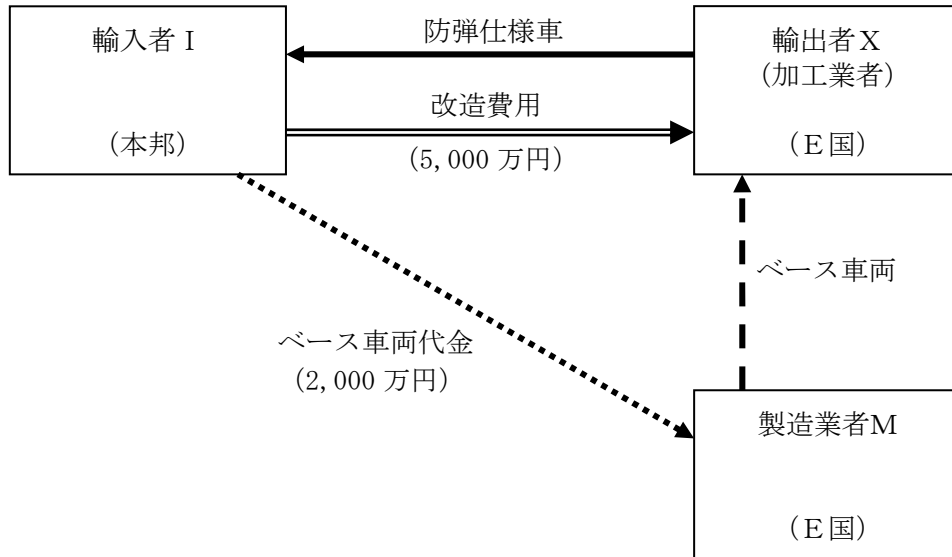 輸入者Ⅰ
(本邦)
防弾仕様車
改造費用
(5,000 万円)
輸出者X
(加工業者)
(E国)
ベース車両
ベース車両代金
(2,000 万円)
製造業者M
(E国)